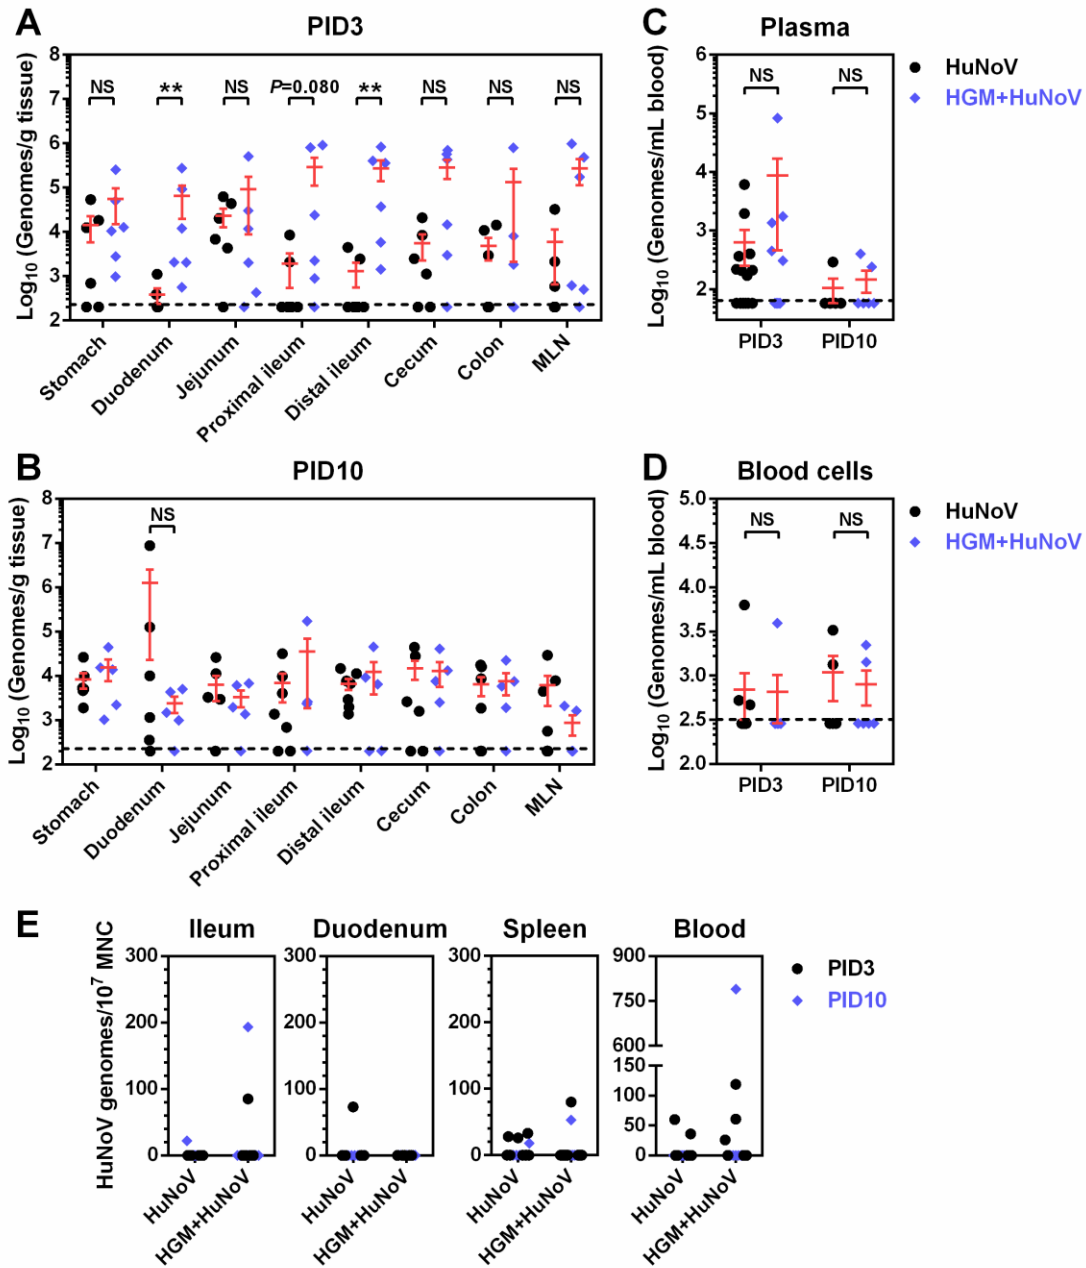 A PID3
Log10 (Genomes/g tissue)
8
7
6
5
4
3
2
NS ** NS P=0.080 ** NS NS NS
Stomach
Duodenum
Jejunum
Proximal ileum
Distal ileum
Cecum
Colon
MLN
C Plasma
Log10 (Genomes/mL blood)
6
5
4
3
2
NS NS
PID3 PID10
HuNoV
HGM+HuNoV
B PID10
Log10 (Genomes/g tissue)
8
7
6
5
4
3
2
NS
Stomach
Duodenum
Jejunum
Proximal ileum
Distal ileum
Cecum
Colon
MLN
D Blood cells
Log10 (Genomes/mL blood)
5.0
4.5
4.0
3.5
3.0
2.5
2.0
NS NS
PID3 PID10
HuNoV
HGM+HuNoV
E
HuNoV genomes/10⁷ MNC
Ileum
300
200
100
0
HuNoV
HGM+HuNoV
Duodenum
300
200
100
0
HuNoV
HGM+HuNoV
Spleen
300
200
100
0
HuNoV
HGM+HuNoV
Blood
900
750
600
150
100
50
0
HuNoV
HGM+HuNoV
PID3
PID10